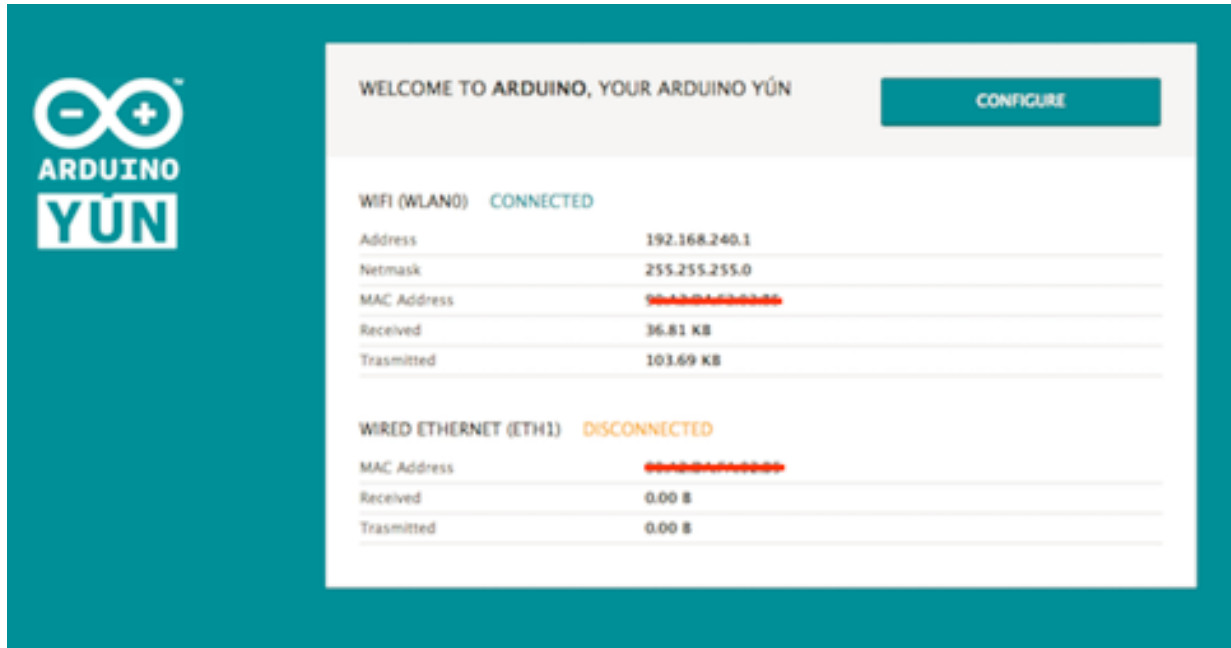 ARDUINO
YÚN
WELCOME TO ARDUINO, YOUR ARDUINO YÚN
CONFIGURE
WIFI (WLAN0) CONNECTED
Address 192.168.240.1
Netmask 255.255.255.0
MAC Address
Received 36.81 KB
Trasmitted 103.69 KB
WIRED ETHERNET (ETH1) DISCONNECTED
MAC Address
Received 0.00 B
Trasmitted 0.00 B